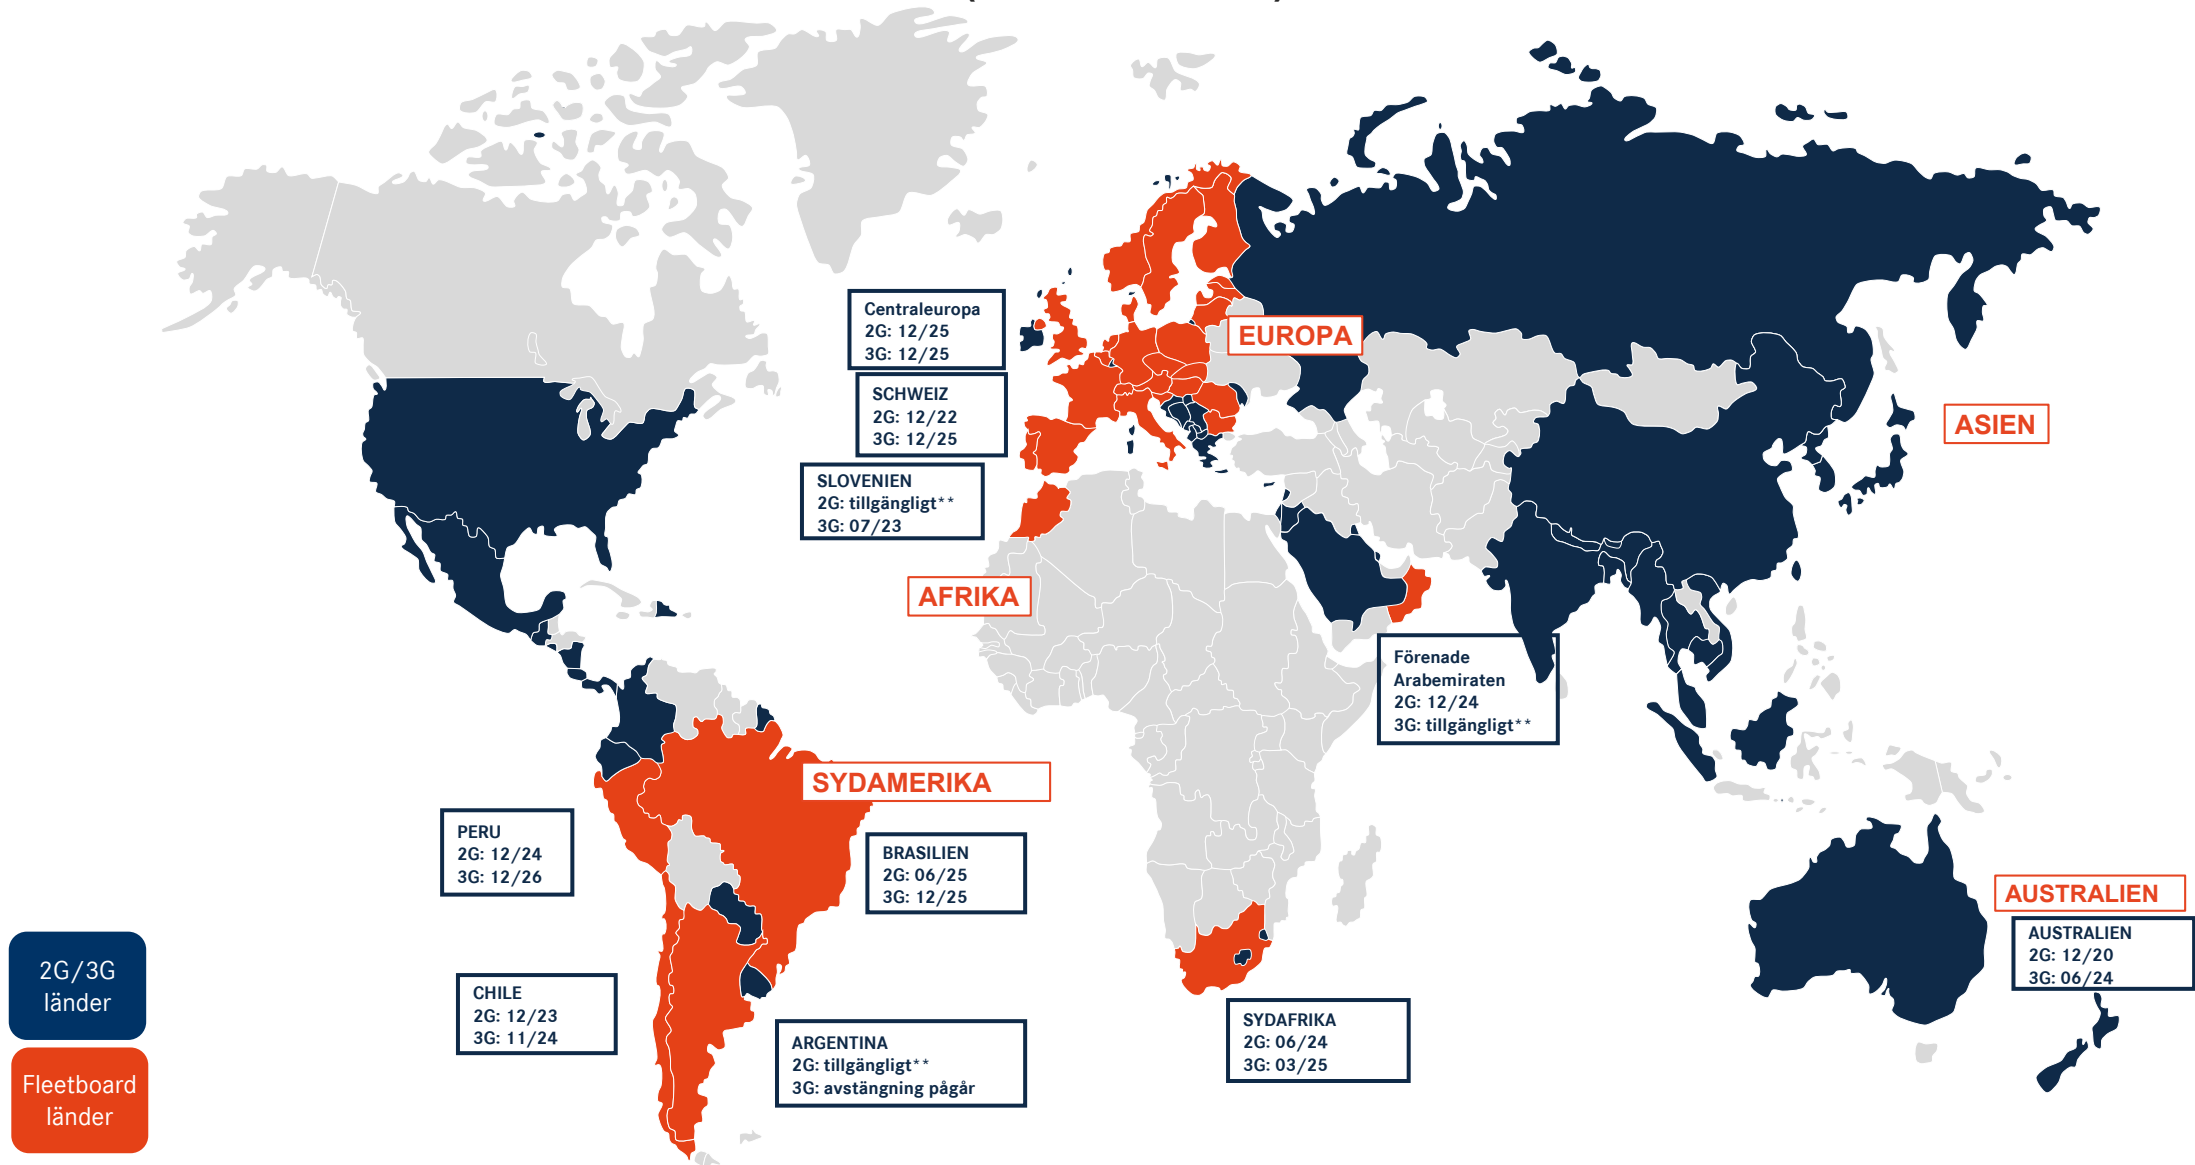 Centraleuropa
2G: 12/25
3G: 12/25
EUROPA
SCHWEIZ
2G: 12/22
3G: 12/25
ASIEN
SLOVENIEN
2G: tillgängligt**
3G: 07/23
AFRIKA
Förenade
Arabemiraten
2G: 12/24
3G: tillgängligt**
SYDAMERIKA
PERU
2G: 12/24
3G: 12/26
BRASILIEN
2G: 06/25
3G: 12/25
AUSTRALIEN
AUSTRALIEN
2G: 12/20
3G: 06/24
2G/3G
länder
CHILE
2G: 12/23
3G: 11/24
SYDAFRIKA
2G: 06/24
3G: 03/25
ARGENTINA
2G: tillgängligt**
3G: avstängning pågår
Fleetboard
länder